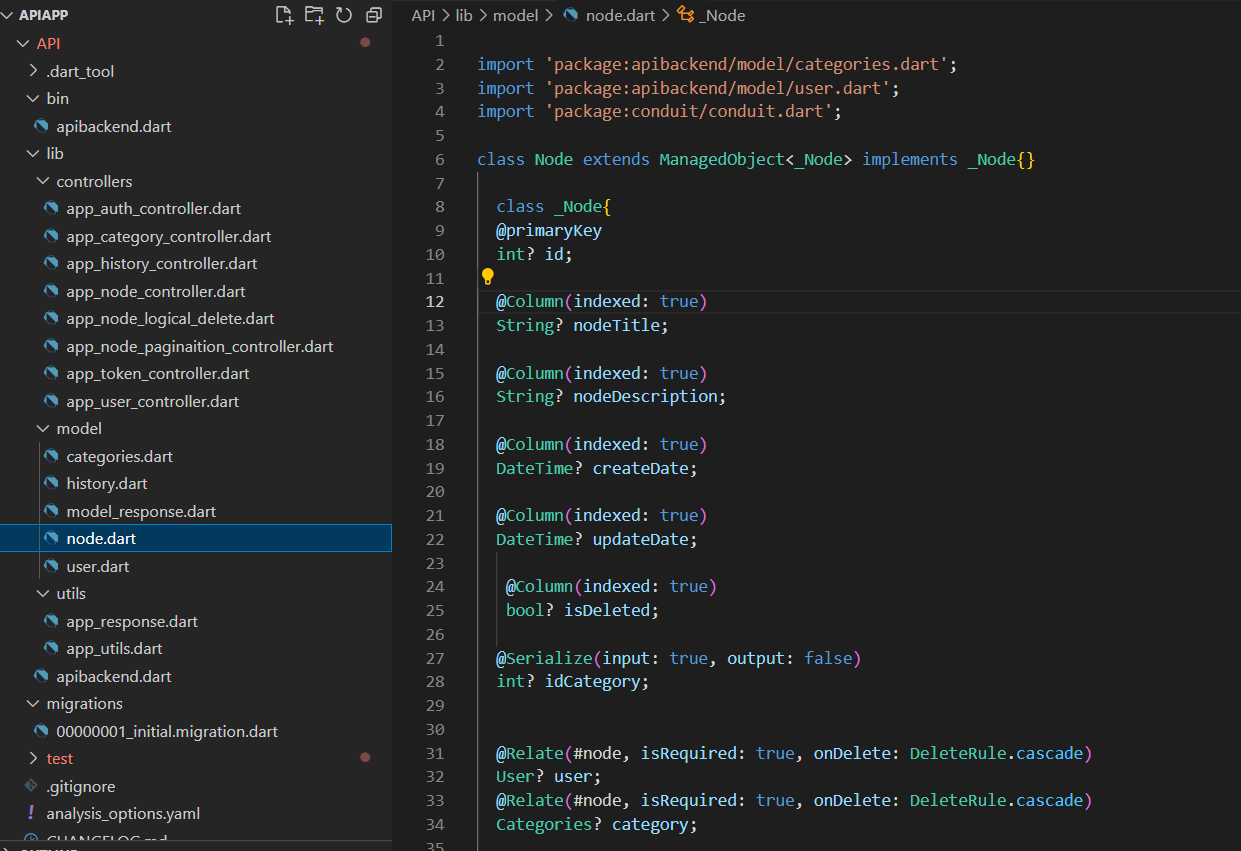 APIAPP
API
.dart_tool
bin
apibackend.dart
lib
controllers
app_auth_controller.dart
app_category_controller.dart
app_history_controller.dart
app_node_controller.dart
app_node_logical_delete.dart
app_node_paginaition_controller.dart
app_token_controller.dart
app_user_controller.dart
model
categories.dart
history.dart
model_response.dart
node.dart
user.dart
utils
app_response.dart
app_utils.dart
apibackend.dart
migrations
00000001_initial.migration.dart
test
.gitignore
! analysis_options.yaml
CHANGELOG.md
API > lib > model > node.dart > _Node
1
2 import 'package:apibackend/model/categories.dart';
3 import 'package:apibackend/model/user.dart';
4 import 'package:conduit/conduit.dart';
5
6 class Node extends ManagedObject<_Node> implements _Node{}
7
8 class _Node{
9 @primaryKey
10 int? id;
11
12 @Column(indexed: true)
13 String? nodeTitle;
14
15 @Column(indexed: true)
16 String? nodeDescription;
17
18 @Column(indexed: true)
19 DateTime? createDate;
20
21 @Column(indexed: true)
22 DateTime? updateDate;
23
24 @Column(indexed: true)
25 bool? isDeleted;
26
27 @Serialize(input: true, output: false)
28 int? idCategory;
29
30
31 @Relate(#node, isRequired: true, onDelete: DeleteRule.cascade)
32 User? user;
33 @Relate(#node, isRequired: true, onDelete: DeleteRule.cascade)
34 Categories? category;
35